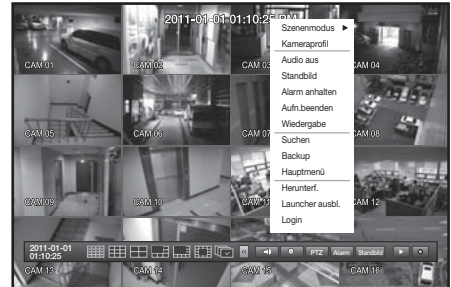 2011-01-01 01:10:25 PM
CAM 01
CAM 02
CAM 03
CAM 04
CAM 05
CAM 06
CAM 07
CAM 08
CAM 09
CAM 10
CAM 12
CAM 13
CAM 14
CAM 15
CAM 16
Szenenmodus ▶
Kameraprofil
Audio aus
Standbild
Alarm anhalten
Aufn.beenden
Wiedergabe
Suchen
Backup
Hauptmenü
Herunterf.
Launcher ausbl.
Login
2011-01-01
01:10:25
PTZ
Alarm
Standbild